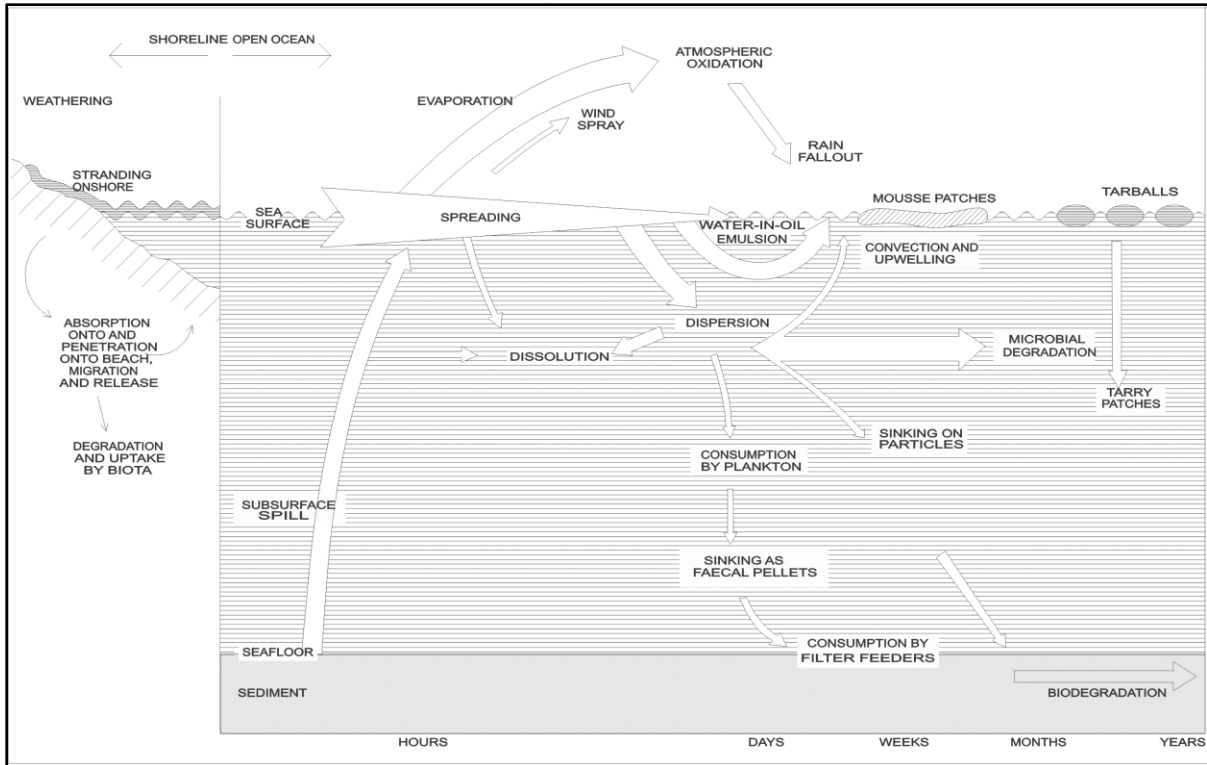 SHORELINE OPEN OCEAN
ATMOSPHERIC
OXIDATION
WEATHERING
EVAPORATION
WIND
SPRAY
RAIN
FALLOUT
STRANDING
ONSHORE
MOUSSE PATCHES
TARBALLS
SEA
SURFACE
SPREADING
WATER-IN-OIL
EMULSION
CONVECTION AND
UPWELLING
ABSORPTION
ONTO AND
PENETRATION
ONTO BEACH,
MIGRATION
AND RELEASE
DISPERSION
DISSOLUTION
MICROBIAL
DEGRADATION
TARRY
PATCHES
DEGRADATION
AND UPTAKE
BY BIOTA
SINKING ON
PARTICLES
CONSUMPTION
BY PLANKTON
SUBSURFACE
SPILL
SINKING AS
FAECAL PELLETS
SEAFLOOR
CONSUMPTION BY
FILTER FEEDERS
SEDIMENT
BIODEGRADATION
HOURS
DAYS
WEEKS
MONTHS
YEARS